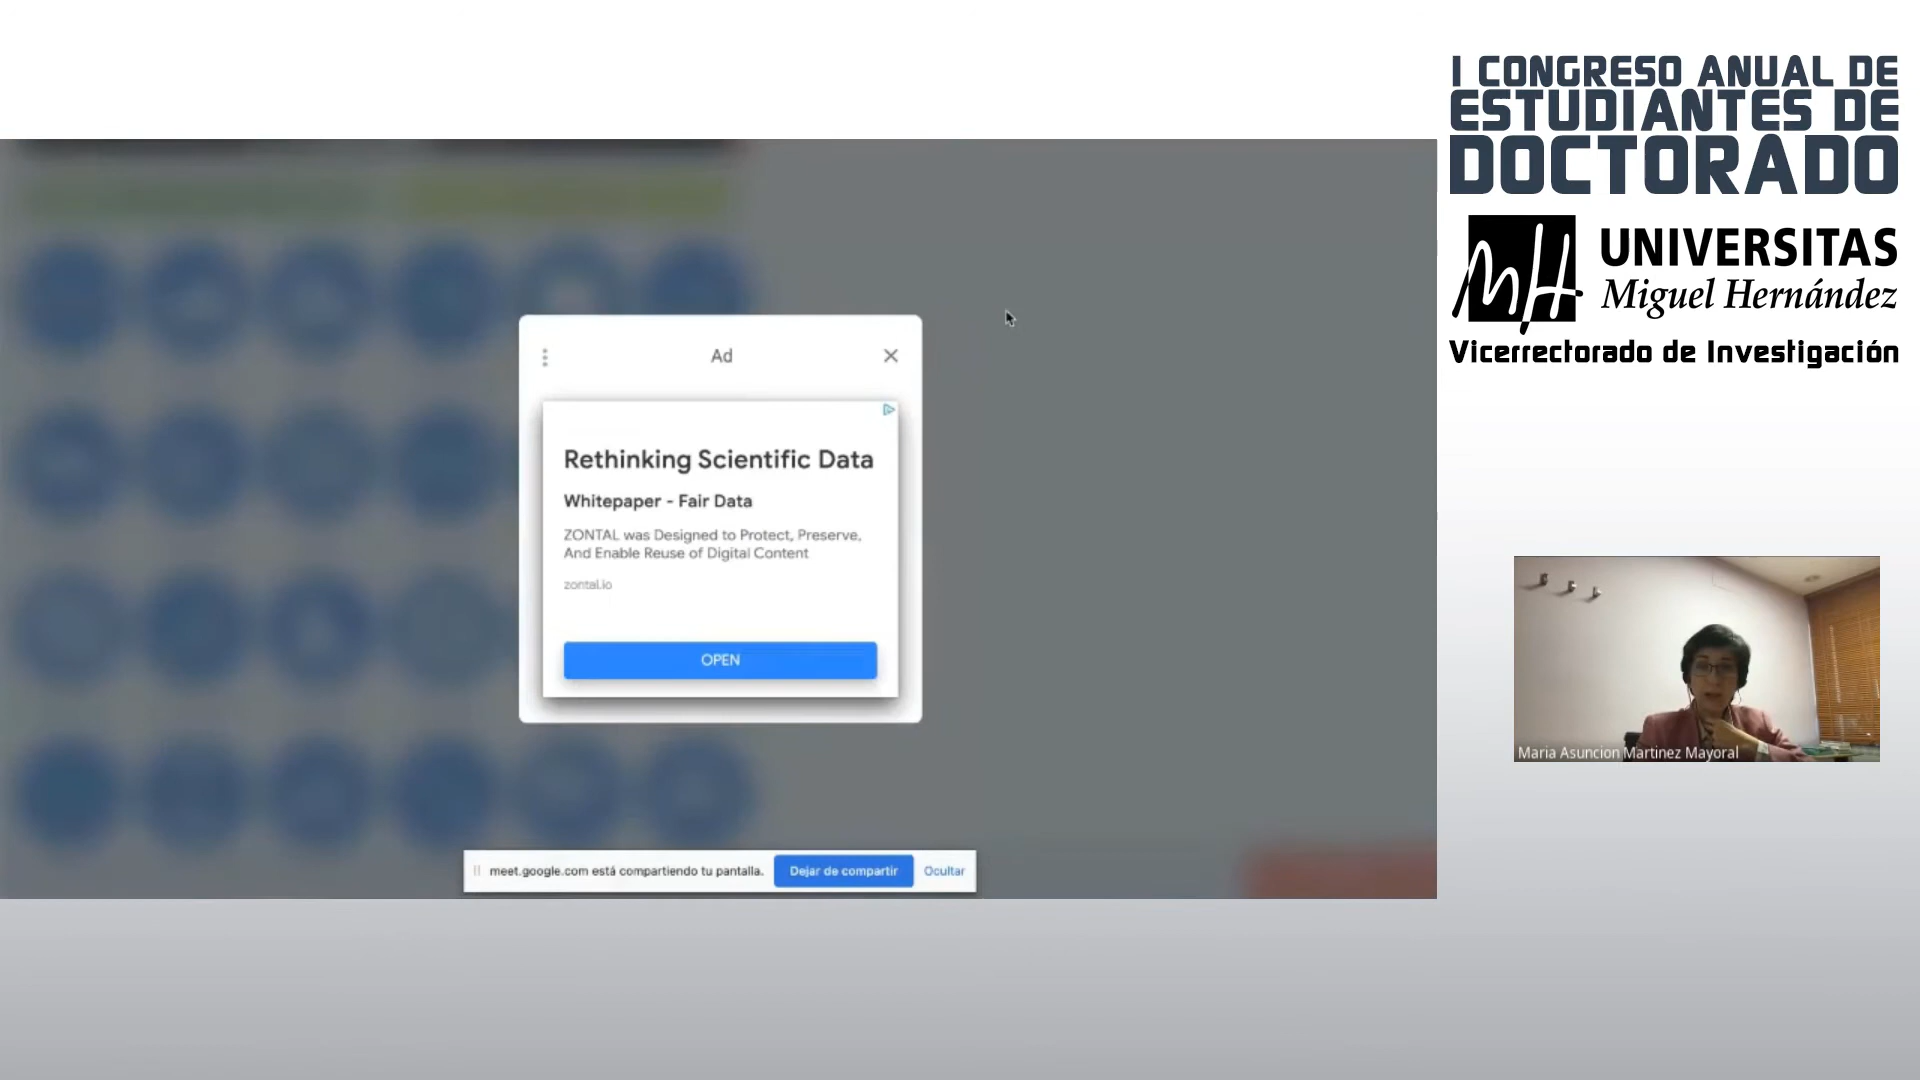 I CONGRESO ANUAL DE
ESTUDIANTES DE
DOCTORADO
UNIVERSITAS
Miguel Hernández
Vicerrectorado de Investigación
Ad
Rethinking Scientific Data
Whitepaper - Fair Data
ZONTAL was Designed to Protect, Preserve,
And Enable Reuse of Digital Content
zontal.io
OPEN
meet.google.com está compartiendo tu pantalla.
Dejar de compartir
Ocultar
Maria Asuncion Martinez Mayoral